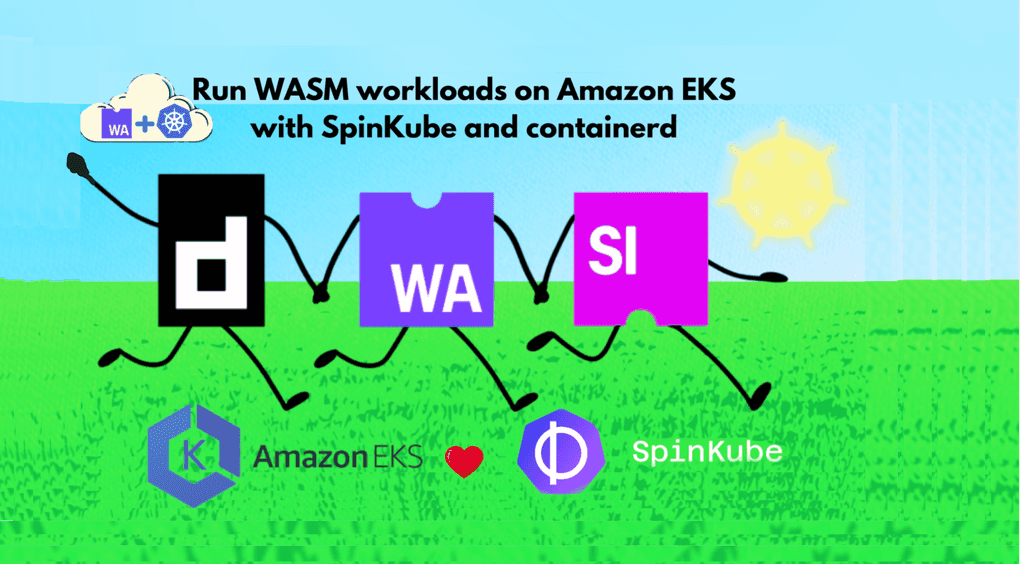 Run WASM workloads on Amazon EKS
with SpinKube and containerd
WA
+
d
WA
SI
K
Amazon EKS
SpinKube